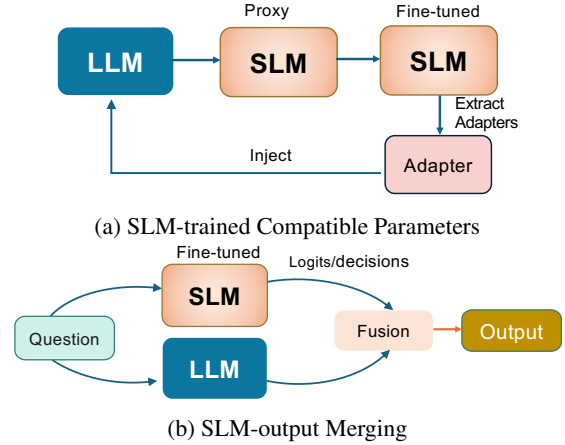 Proxy
Fine-tuned
LLM
SLM
SLM
Extract
Adapters
Inject
Adapter
(a) SLM-trained Compatible Parameters
Fine-tuned
Logits/decisions
SLM
Question
Fusion
Output
LLM
(b) SLM-output Merging